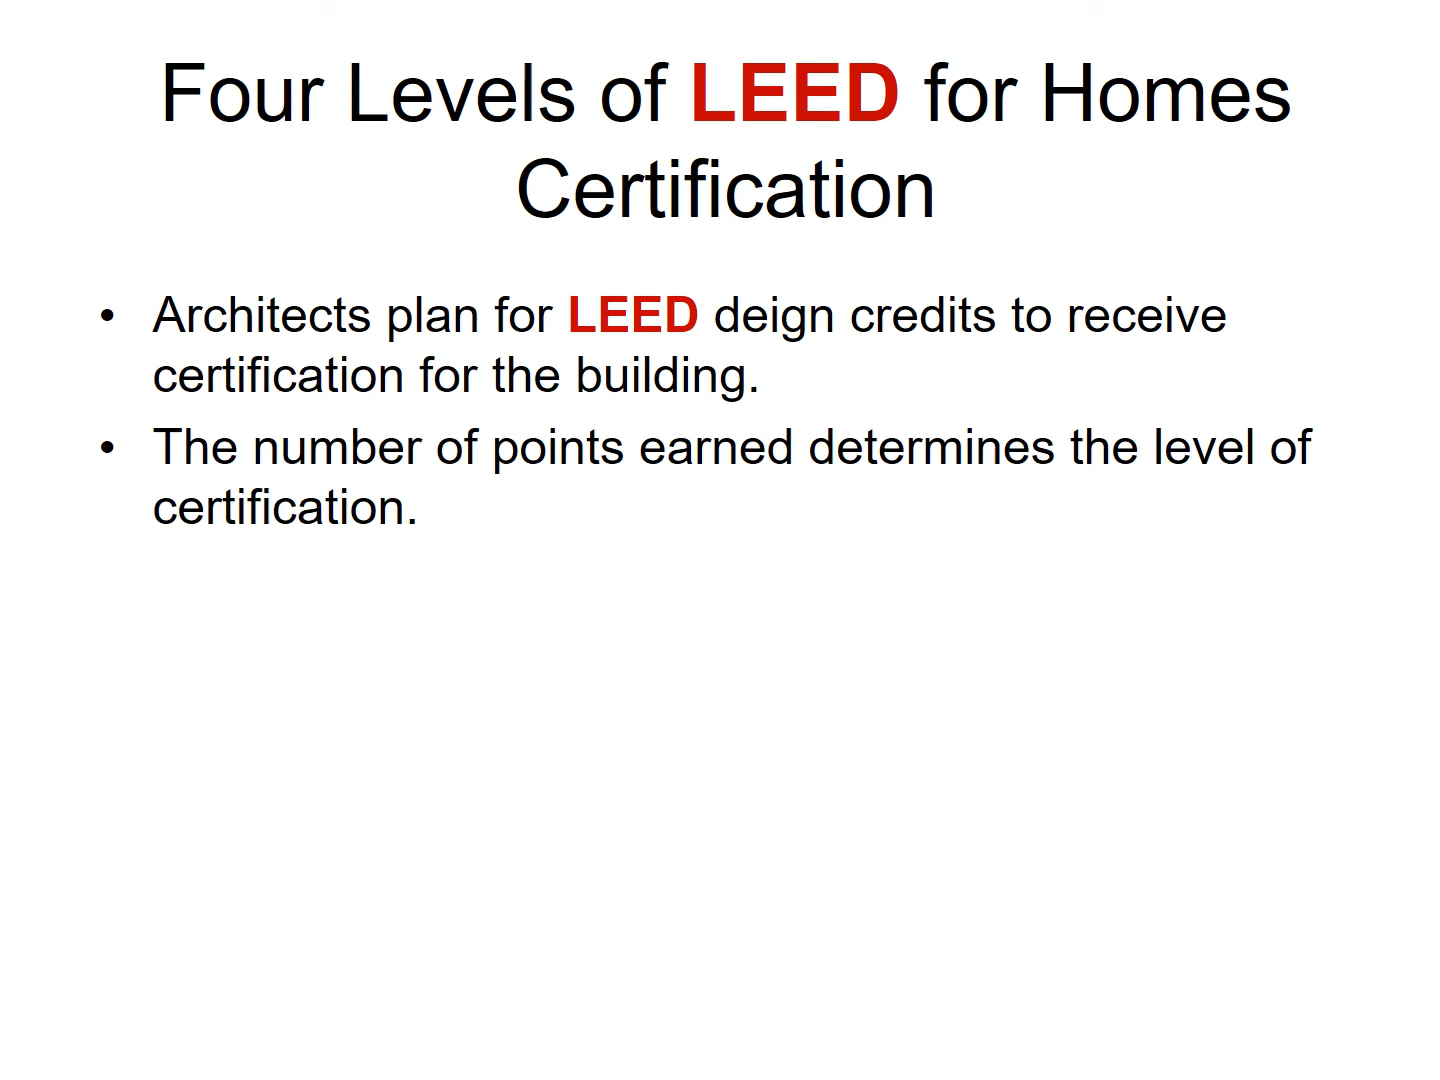 Four Levels of LEED for Homes
Certification
• Architects plan for LEED deign credits to receive
certification for the building.
• The number of points earned determines the level of
certification.